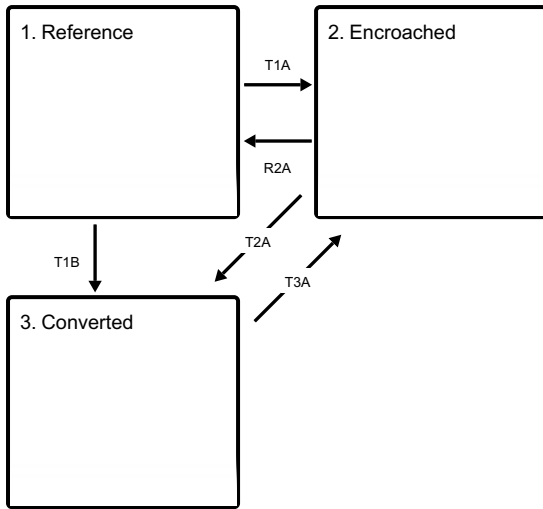 1. Reference
2. Encroached
T1A
R2A
T1B
T2A
T3A
3. Converted